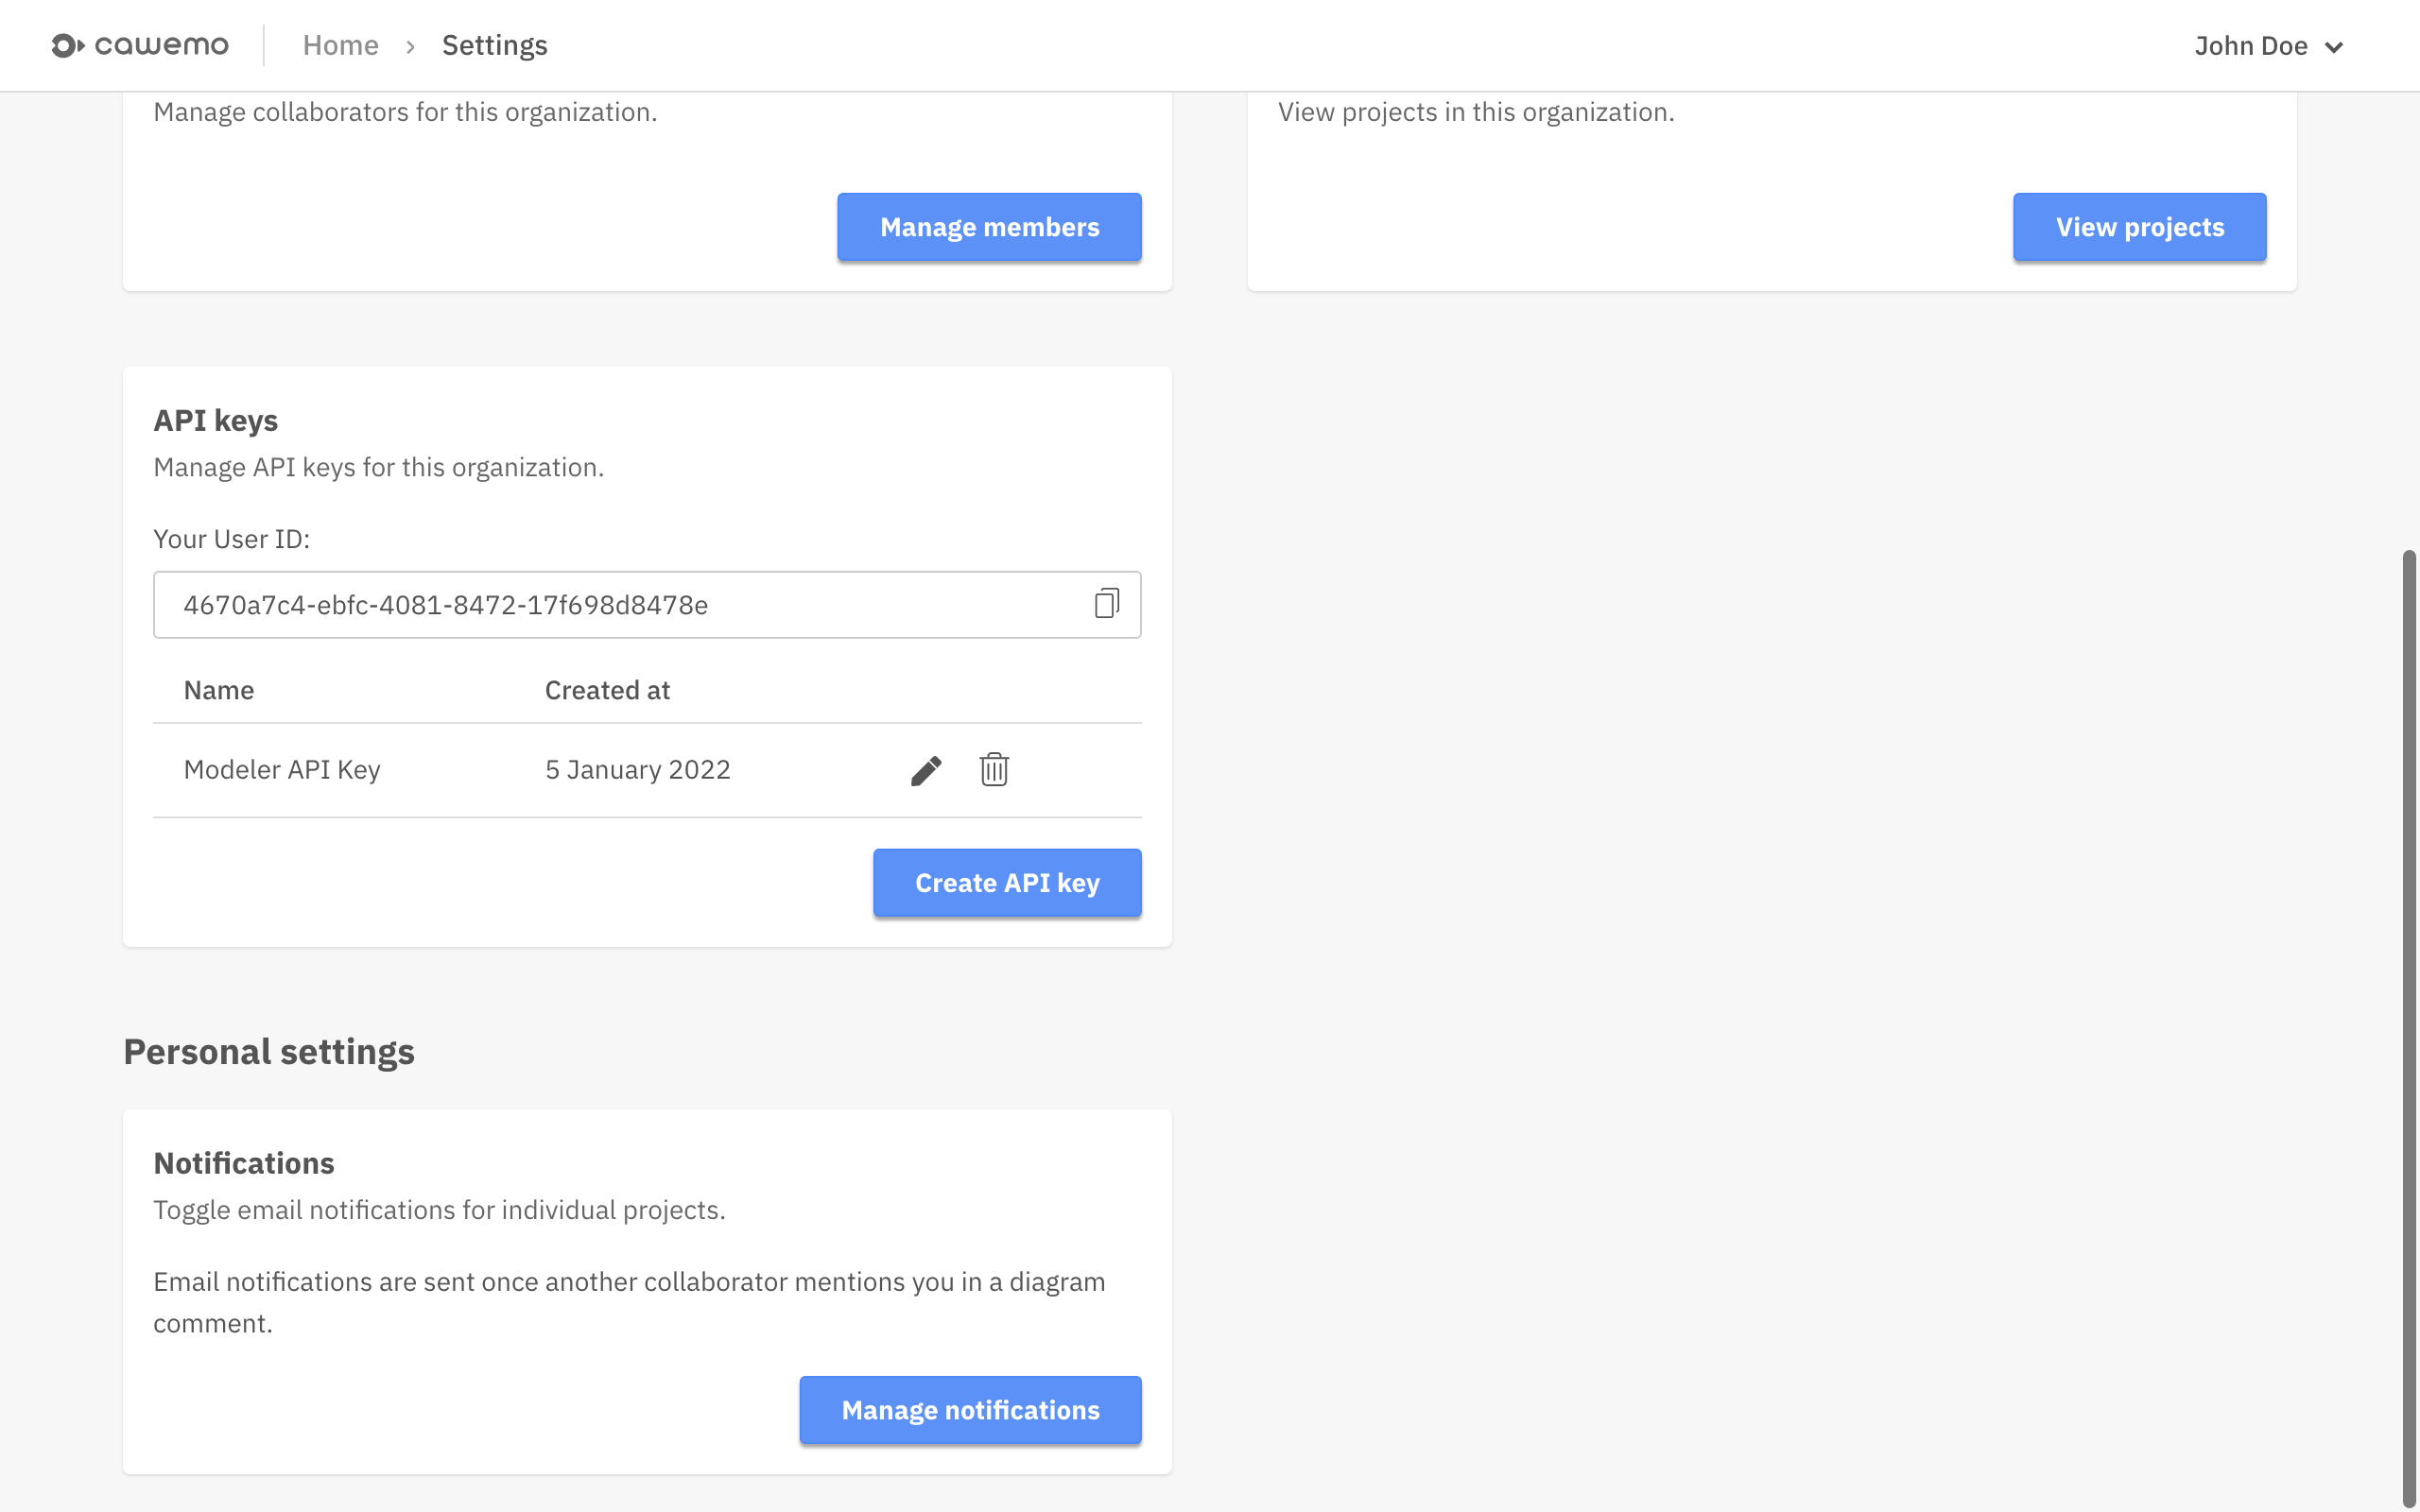 cawemo
Home > Settings
John Doe
Manage collaborators for this organization.
Manage members
View projects in this organization.
View projects
API keys
Manage API keys for this organization.
Your User ID:
4670a7c4-ebfc-4081-8472-17f698d8478e
Name Created at
Modeler API Key 5 January 2022
Create API key
Personal settings
Notifications
Toggle email notifications for individual projects.
Email notifications are sent once another collaborator mentions you in a diagram
comment.
Manage notifications